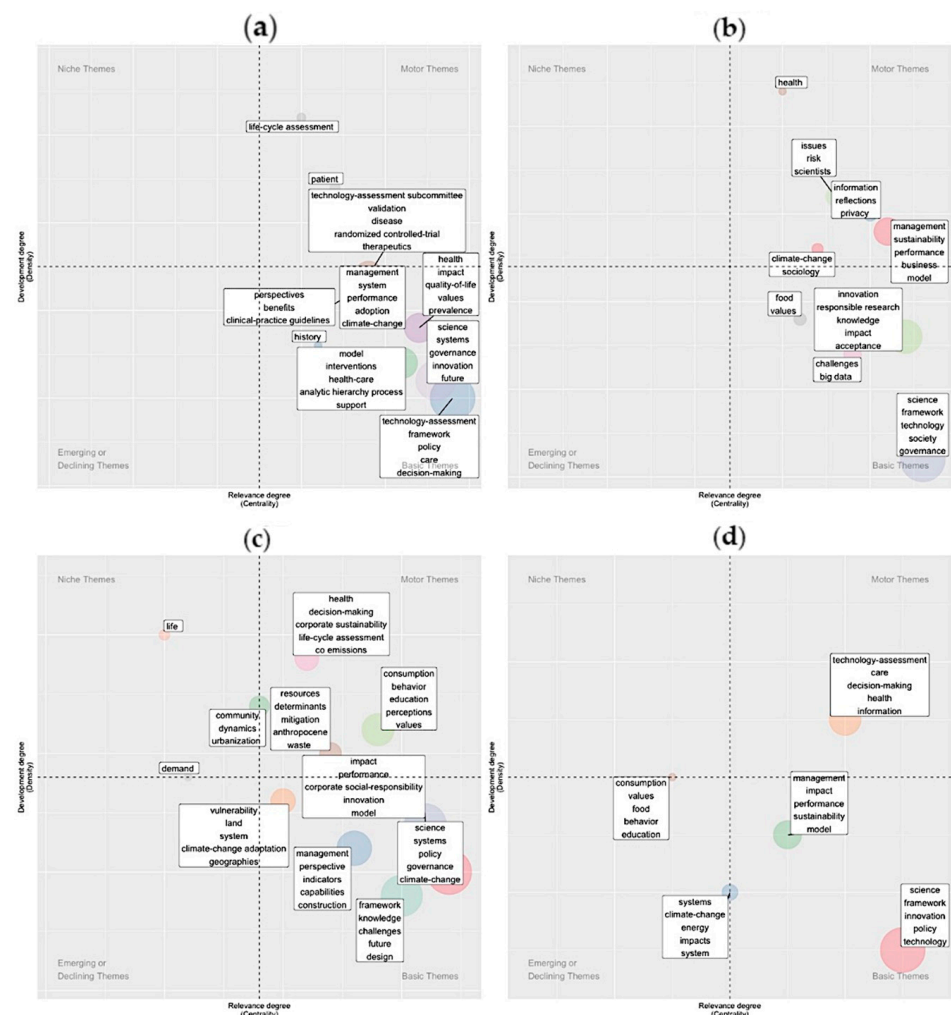 (a)
Niche Themes
Motor Themes
life-cycle assessment
patient
technology-assessment subcommittee
validation
disease
randomized controlled-trial
therapeutics
health
impact
quality-of-life
values
prevalence
management
system
performance
adoption
climate-change
perspectives
benefits
clinical-practice guidelines
history
science
systems
governance
innovation
future
model
interventions
health-care
analytic hierarchy process
support
technology-assessment
framework
policy
care
decision-making
Emerging or
Declining Themes
Basic Themes
Development degree
(Density)
Relevance degree
(Centrality)
(b)
Niche Themes
Motor Themes
health
issues
risk
scientists
information
reflections
privacy
management
sustainability
performance
business
model
climate-change
sociology
food
values
innovation
responsible research
knowledge
impact
acceptance
challenges
big data
science
framework
technology
society
governance
Emerging or
Declining Themes
Basic Themes
Development degree
(Density)
Relevance degree
(Centrality)
(c)
Niche Themes
Motor Themes
life
health
decision-making
corporate sustainability
life-cycle assessment
co emissions
consumption
behavior
education
perceptions
values
resources
determinants
mitigation
anthropocene
waste
community
dynamics
urbanization
demand
impact
performance
corporate social-responsibility
innovation
model
vulnerability
land
system
climate-change adaptation
geographies
science
systems
policy
governance
climate-change
management
perspective
indicators
capabilities
construction
framework
knowledge
challenges
future
design
Emerging or
Declining Themes
Basic Themes
Development degree
(Density)
Relevance degree
(Centrality)
(d)
Niche Themes
Motor Themes
technology-assessment
care
decision-making
health
information
consumption
values
food
behavior
education
management
impact
performance
sustainability
model
systems
climate-change
energy
impacts
system
science
framework
innovation
policy
technology
Emerging or
Declining Themes
Basic Themes
Development degree
(Density)
Relevance degree
(Centrality)